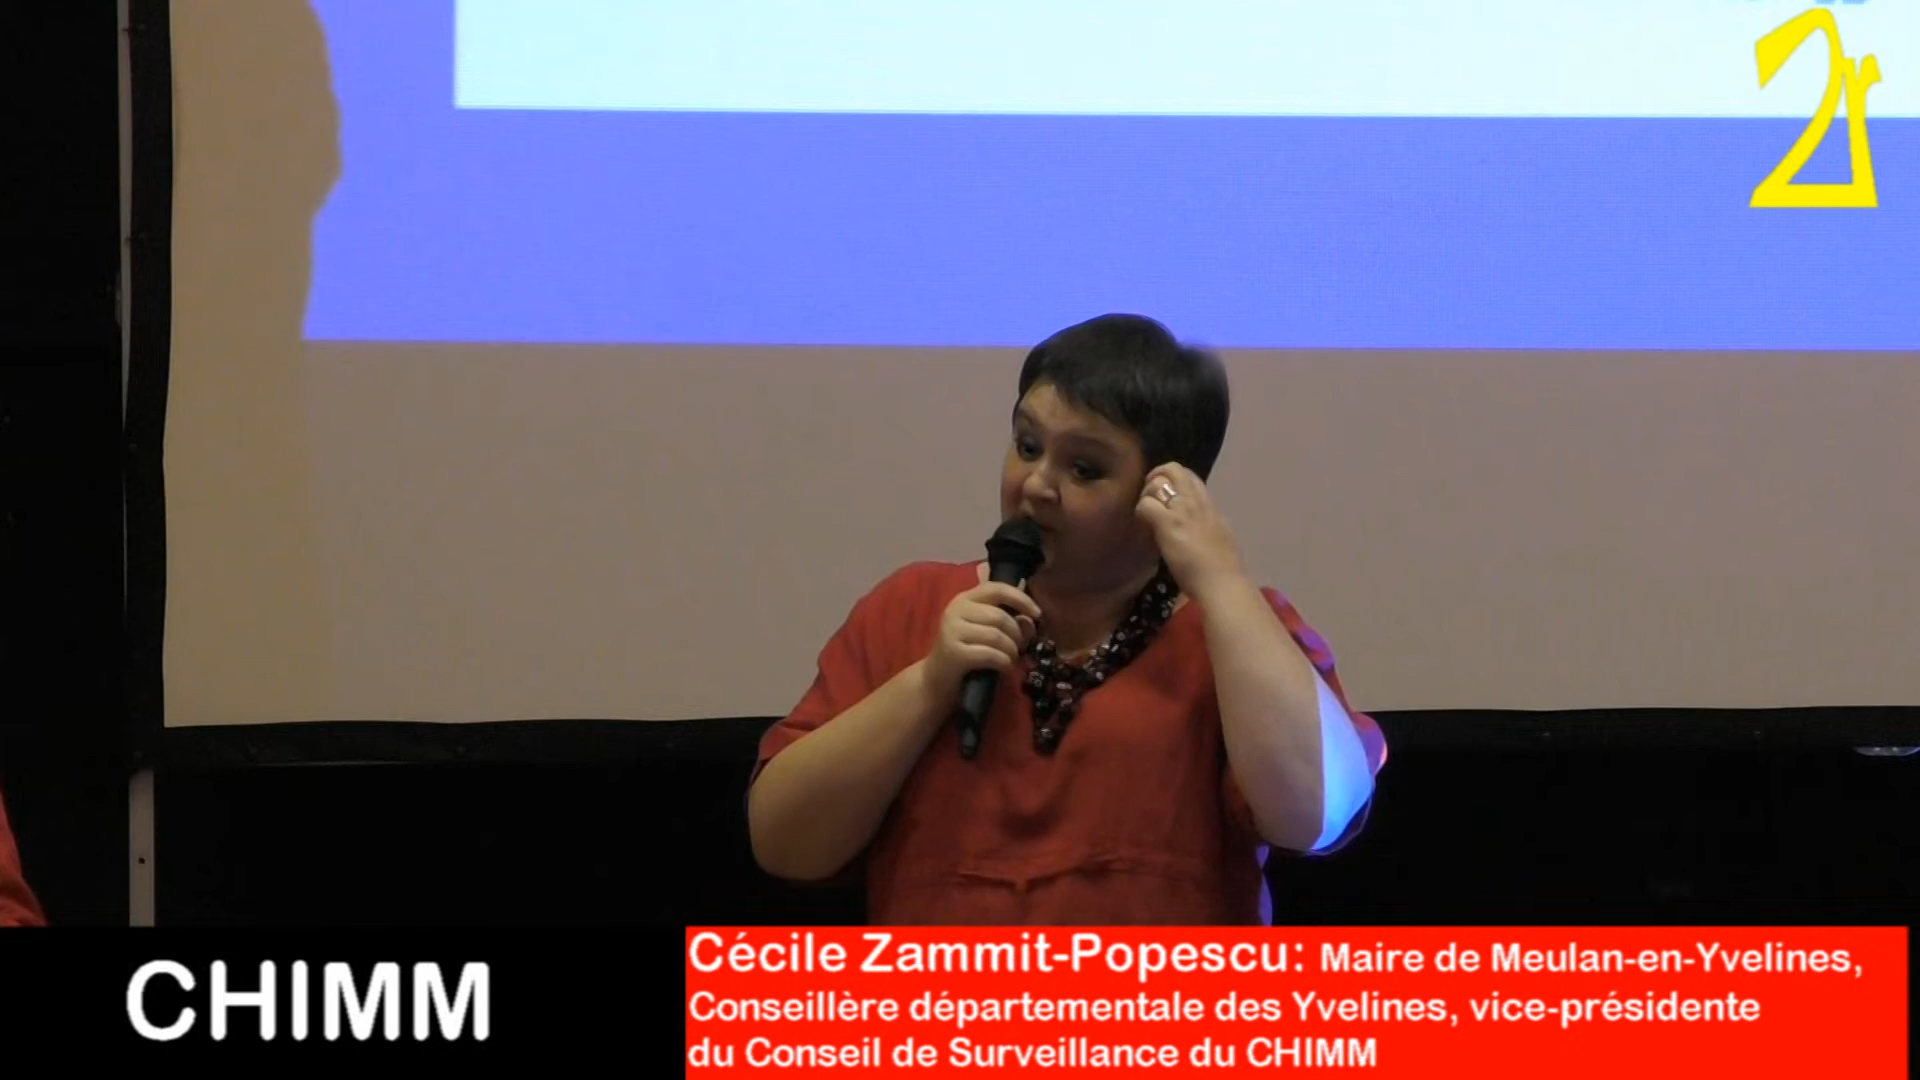 2r
CHIMM
Cécile Zammit-Popescu: Maire de Meulan-en-Yvelines,
Conseillère départementale des Yvelines, vice-présidente
du Conseil de Surveillance du CHIMM